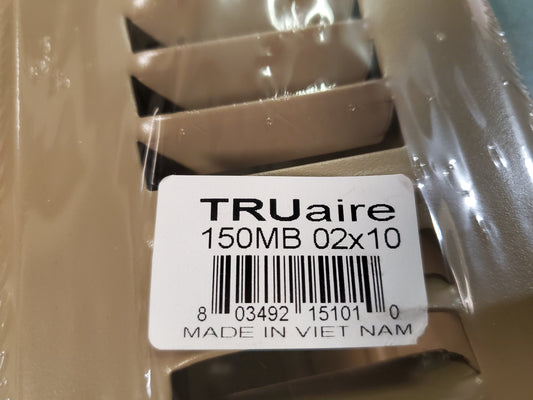 TRUaire
150MB 02x10
8 03492 15101 0
MADE IN VIET NAM